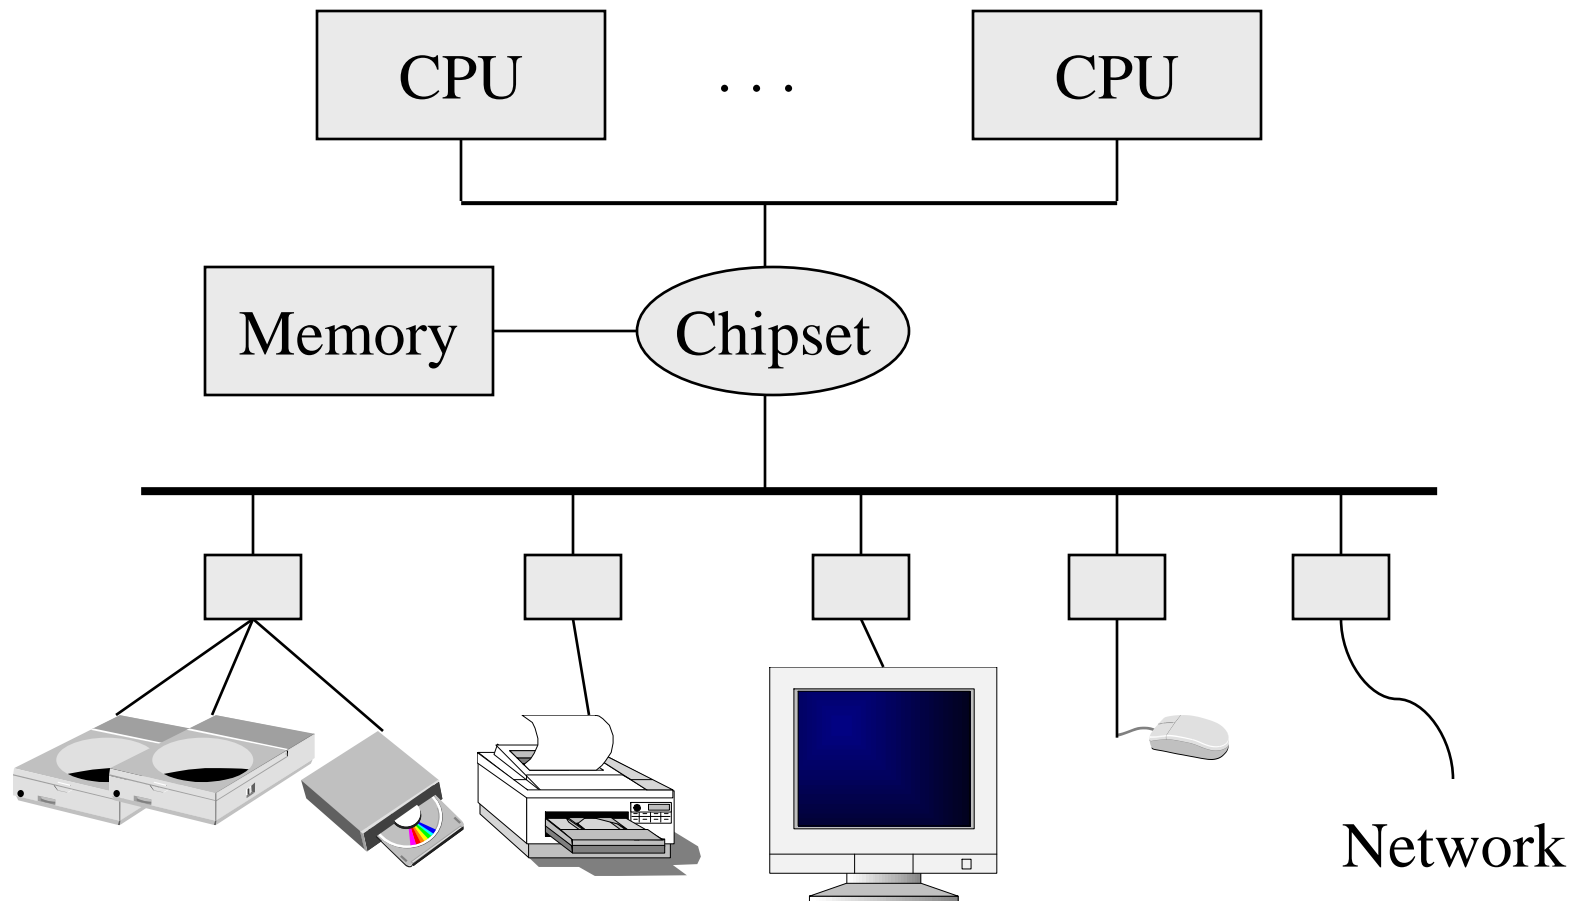 CPU . . . CPU
Memory Chipset
Network